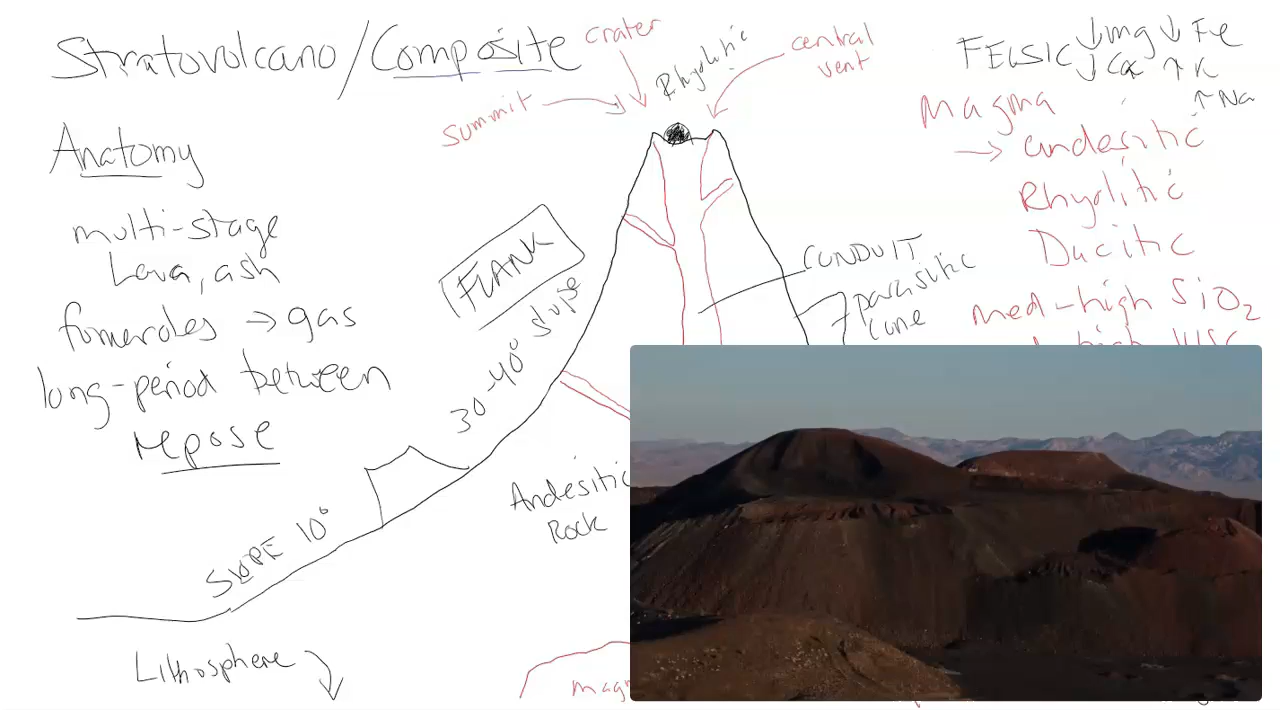 Stratovolcano/Composite
crater
Rhyolitic
central
vent
summit
FELSIC ↓mg ↓Fe
↓Ca ↑K
↑Na
Anatomy
magma
→ andesitic
Rhyolitic
Dacitic
med-high SiO2
multi-stage
Lava, ash
fomeroles → gas
long-period between
repose
FLANK
30-40° slope
CONDUIT
parasitic
cone
Andesitic
Rock
SLOPE 10°
Lithosphere